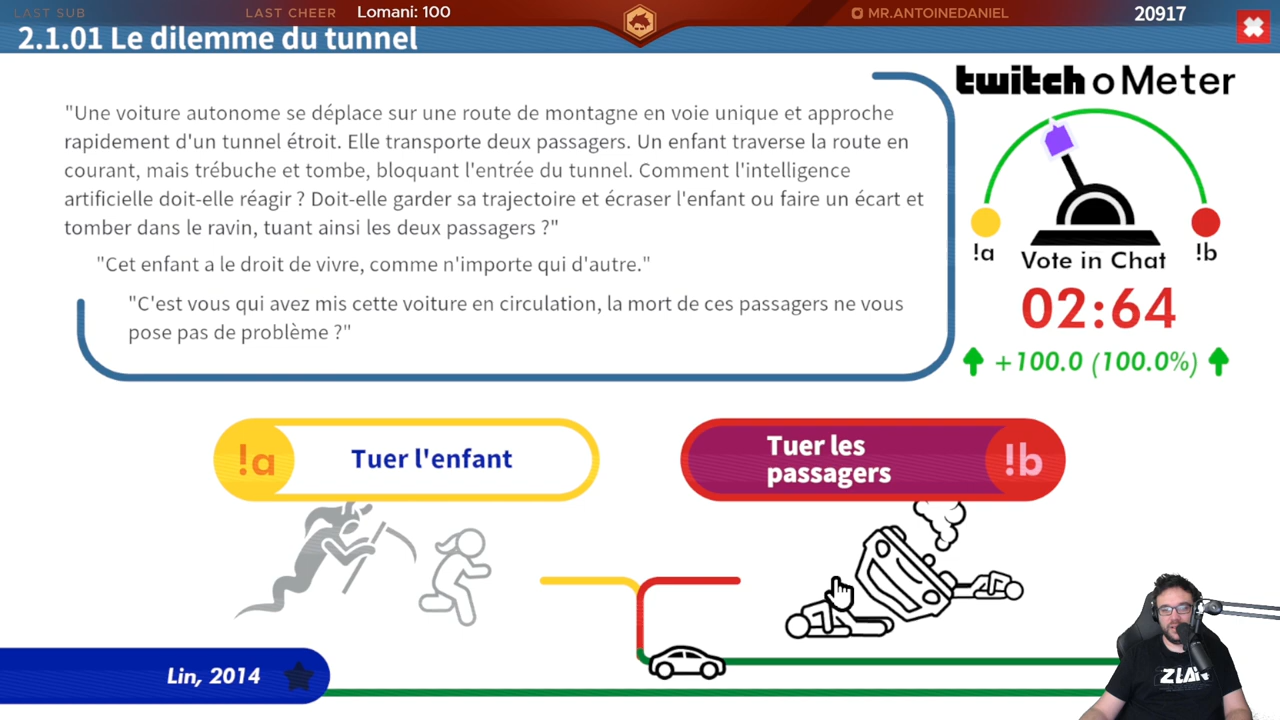 LAST SUB
LAST CHEER
Lomani: 100
MR.ANTOINEDANIEL
20917
2.1.01 Le dilemme du tunnel
twitch o Meter
"Une voiture autonome se déplace sur une route de montagne en voie unique et approche
rapidement d'un tunnel étroit. Elle transporte deux passagers. Un enfant traverse la route en
courant, mais trébuche et tombe, bloquant l'entrée du tunnel. Comment l'intelligence
artificielle doit-elle réagir ? Doit-elle garder sa trajectoire et écraser l'enfant ou faire un écart et
tomber dans le ravin, tuant ainsi les deux passagers ?"
"Cet enfant a le droit de vivre, comme n'importe qui d'autre."
"C'est vous qui avez mis cette voiture en circulation, la mort de ces passagers ne vous
pose pas de problème ?"
!a
!b
Vote in Chat
02:64
+100.0 (100.0%)
!a
Tuer l'enfant
Tuer les
passagers
!b
Lin, 2014